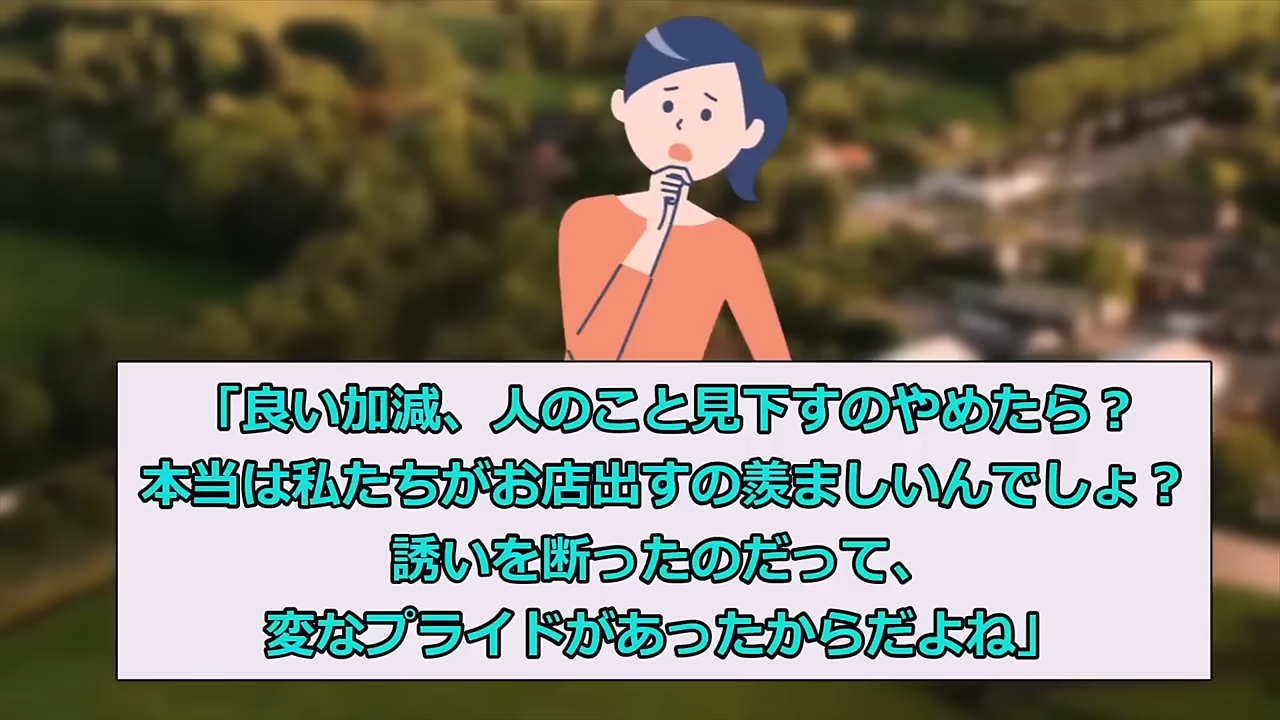 「良い加減、人のこと見下すのやめたら？
本当は私たちがお店出すの羨ましいんでしょ？
誘いを断ったのだって、
変なプライドがあったからだよね」